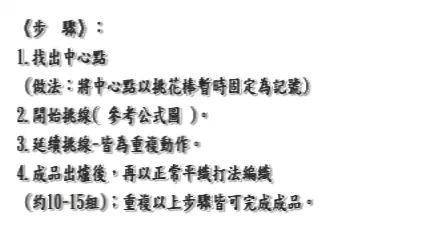 《步　驟》：
1.找出中心點
(做法：將中心點以挑花棒暫時固定為記號)
2.開始挑線( 參考公式圖 )。
3.延續挑線-皆為重複動作。
4.成品出爐後，再以正常平織打法編織
(約10-15組)；重複以上步驟皆可完成成品。